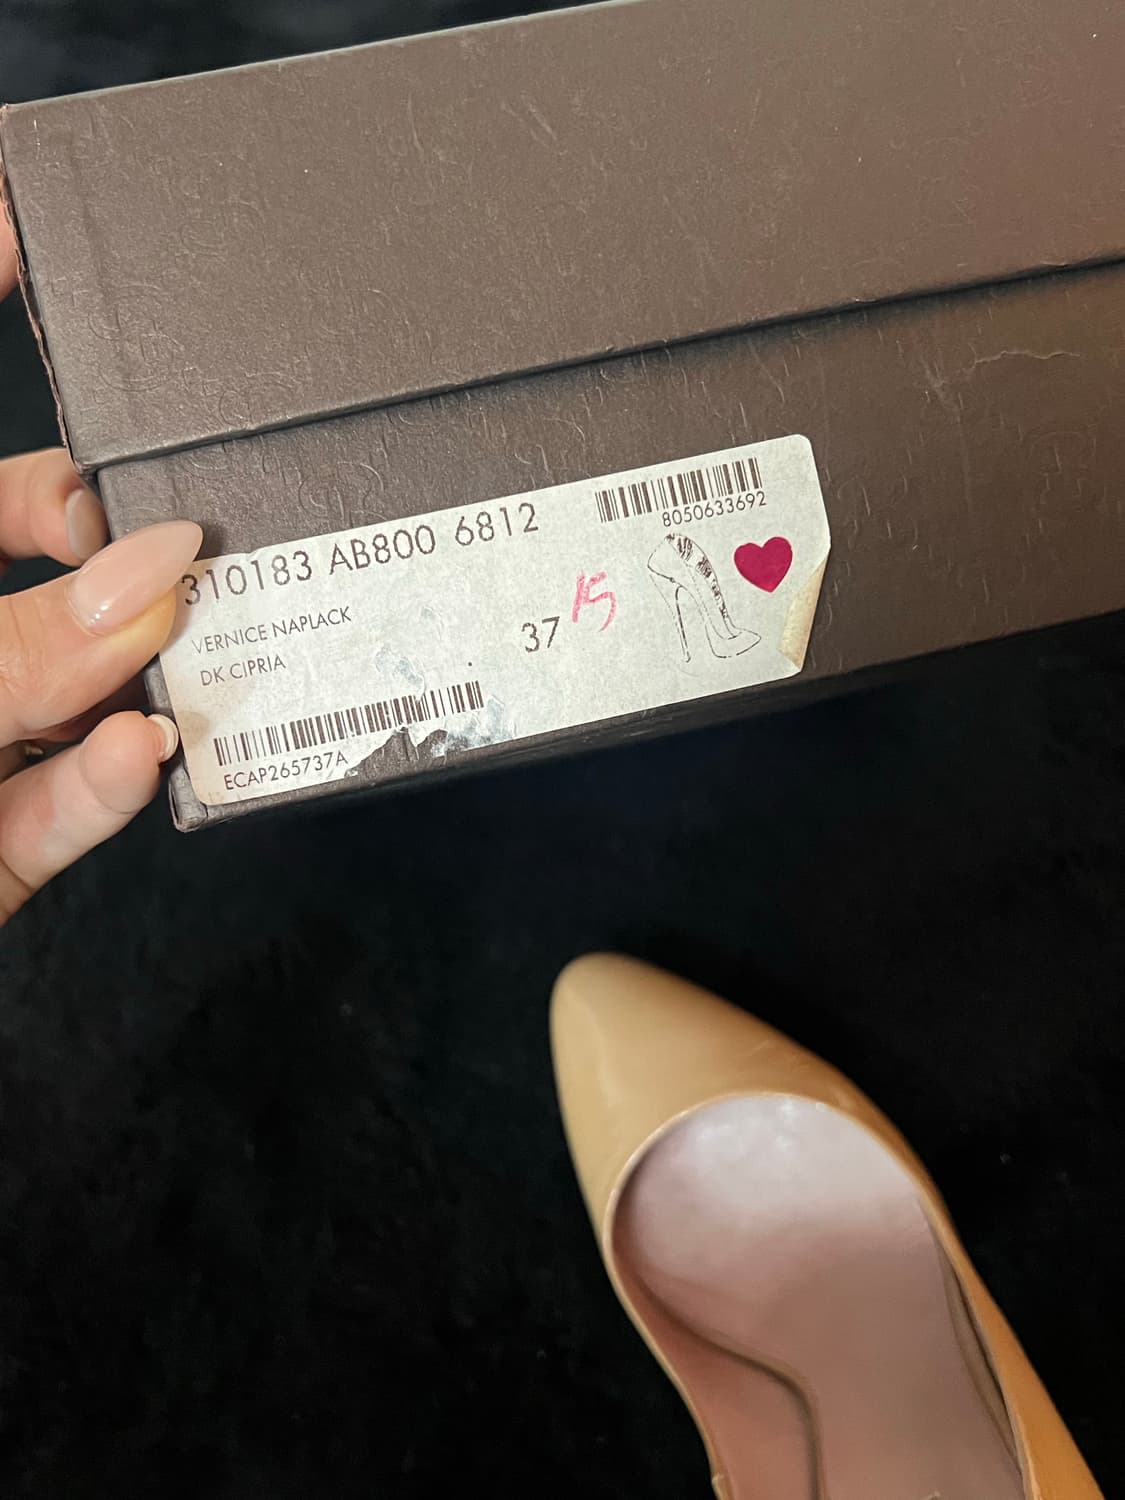 310183 AB800 6812
8050633692
VERNICE NAPLACK
37 15
DK CIPRIA
ECAP265737A